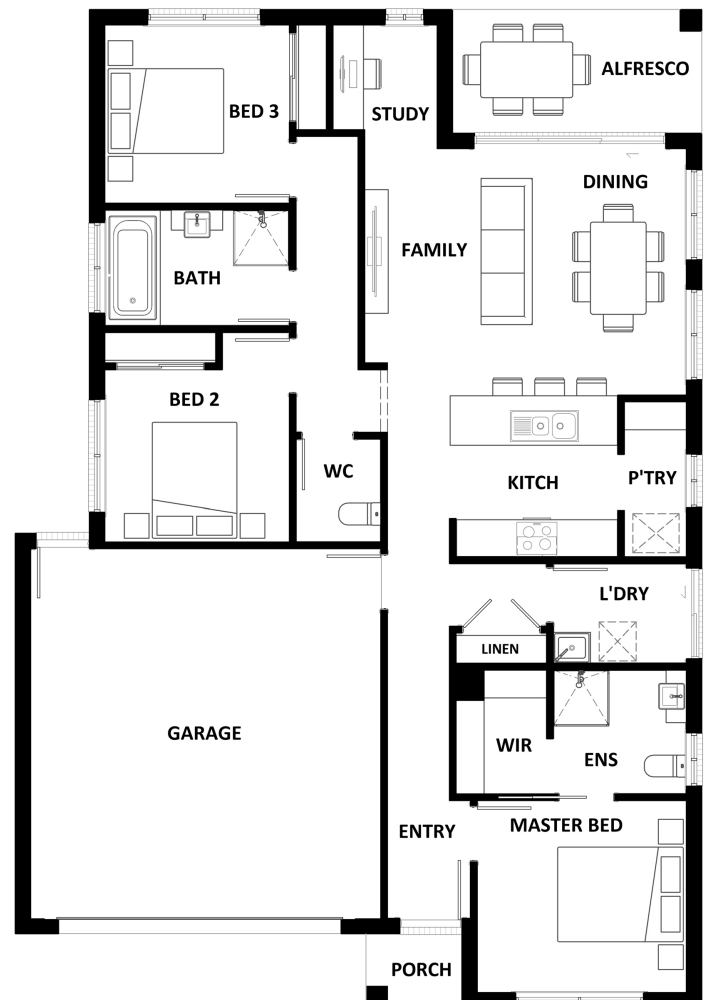 ALFRESCO
BED 3
STUDY
DINING
FAMILY
BATH
BED 2
WC
KITCH
P'TRY
L'DRY
LINEN
GARAGE
WIR
ENS
ENTRY
MASTER BED
PORCH